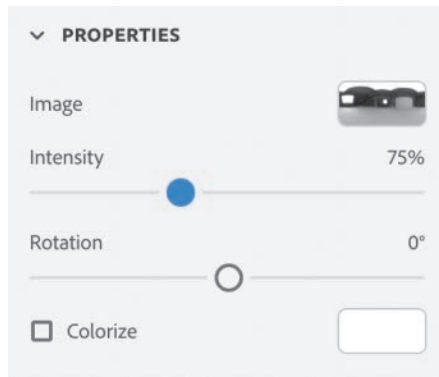 PROPERTIES
Image
Intensity 75%
Rotation 0°
Colorize